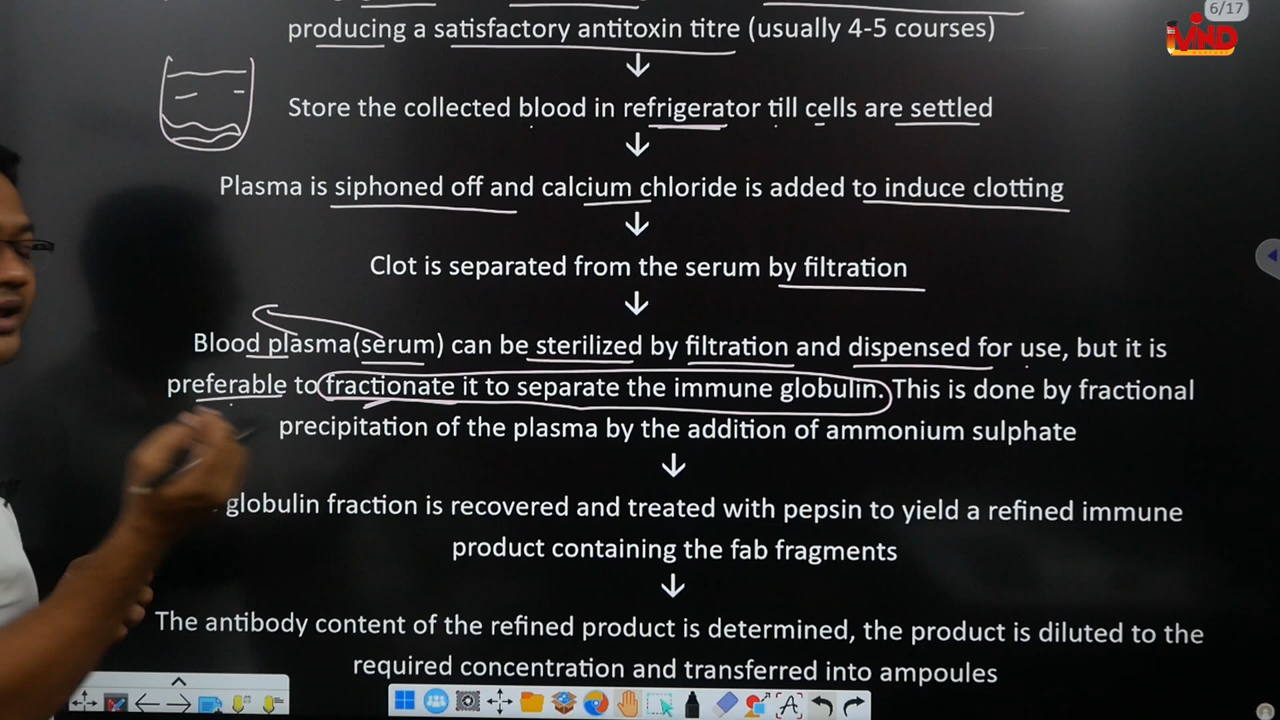 6/17
MIND
producing a satisfactory antitoxin titre (usually 4-5 courses)
Store the collected blood in refrigerator till cells are settled
Plasma is siphoned off and calcium chloride is added to induce clotting
Clot is separated from the serum by filtration
Blood plasma(serum) can be sterilized by filtration and dispensed for use, but it is
preferable to fractionate it to separate the immune globulin. This is done by fractional
precipitation of the plasma by the addition of ammonium sulphate
globulin fraction is recovered and treated with pepsin to yield a refined immune
product containing the fab fragments
The antibody content of the refined product is determined, the product is diluted to the
required concentration and transferred into ampoules